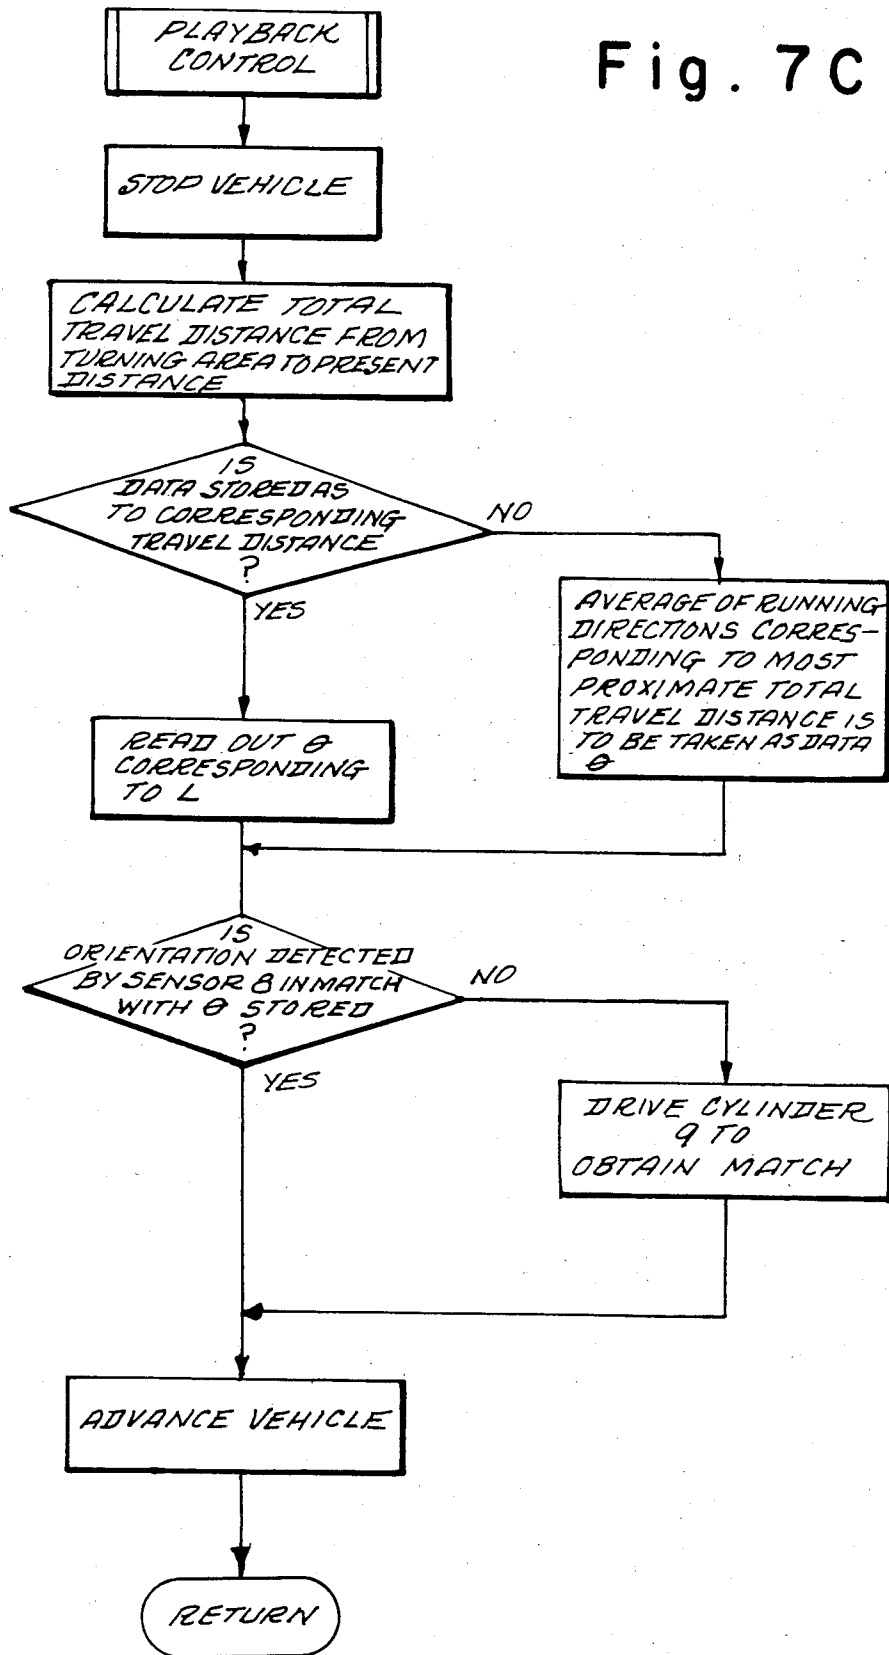 PLAYBACK
CONTROL
Fig. 7C
STOP VEHICLE
CALCULATE TOTAL
TRAVEL DISTANCE FROM
TURNING AREA TO PRESENT
DISTANCE
IS
DATA STORED AS
TO CORRESPONDING
TRAVEL DISTANCE
?
NO
YES
AVERAGE OF RUNNING
DIRECTIONS CORRES-
PONDING TO MOST
PROXIMATE TOTAL
TRAVEL DISTANCE IS
TO BE TAKEN AS DATA
θ
READ OUT θ
CORRESPONDING
TO L
IS
ORIENTATION DETECTED
BY SENSOR 8 IN MATCH
WITH θ STORED
?
NO
YES
DRIVE CYLINDER
9 TO
OBTAIN MATCH
ADVANCE VEHICLE
RETURN